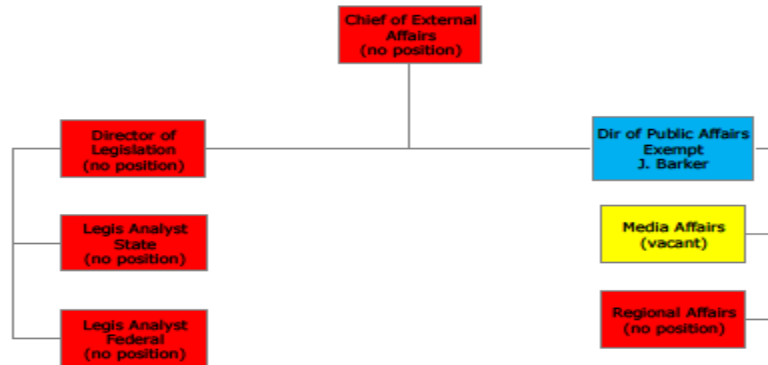 Chief of External
Affairs
(no position)
Director of
Legislation
(no position)
Dir of Public Affairs
Exempt
J. Barker
Legis Analyst
State
(no position)
Media Affairs
(vacant)
Legis Analyst
Federal
(no position)
Regional Affairs
(no position)